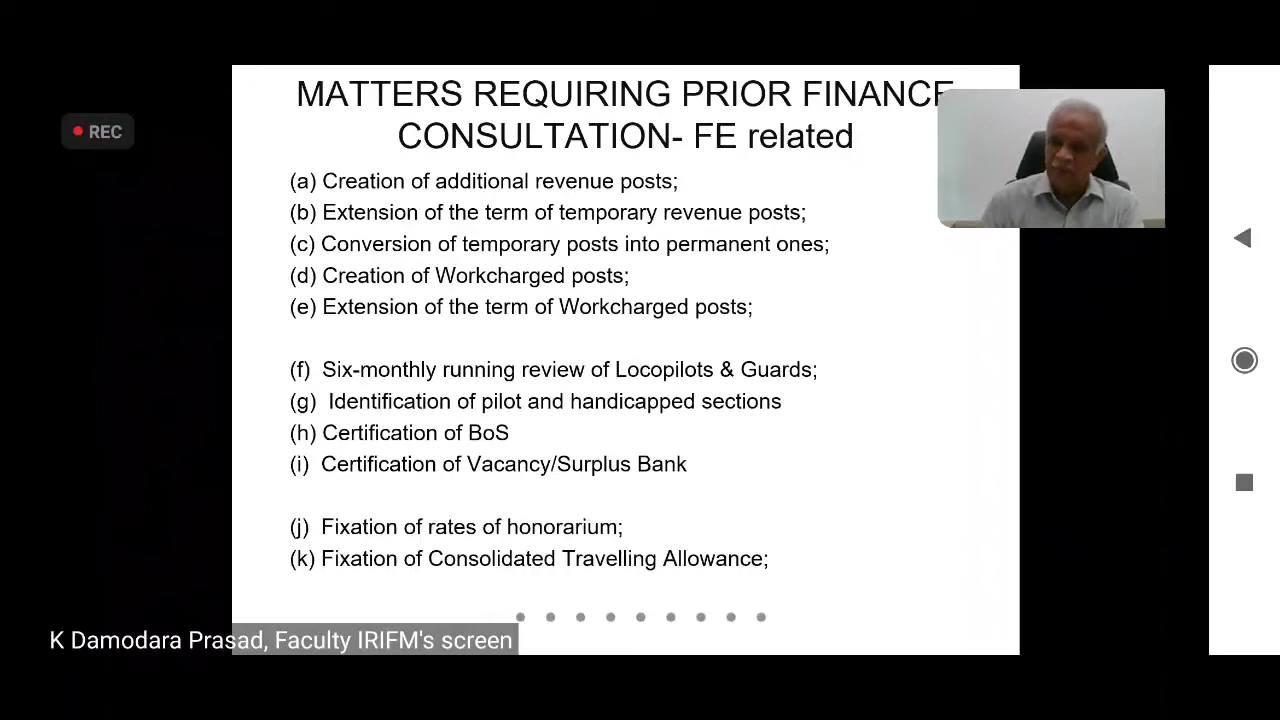 MATTERS REQUIRING PRIOR FINANCE
CONSULTATION- FE related
REC
(a) Creation of additional revenue posts;
(b) Extension of the term of temporary revenue posts;
(c) Conversion of temporary posts into permanent ones;
(d) Creation of Workcharged posts;
(e) Extension of the term of Workcharged posts;
(f) Six-monthly running review of Locopilots & Guards;
(g) Identification of pilot and handicapped sections
(h) Certification of BoS
(i) Certification of Vacancy/Surplus Bank
(j) Fixation of rates of honorarium;
(k) Fixation of Consolidated Travelling Allowance;
K Damodara Prasad, Faculty IRIFM's screen